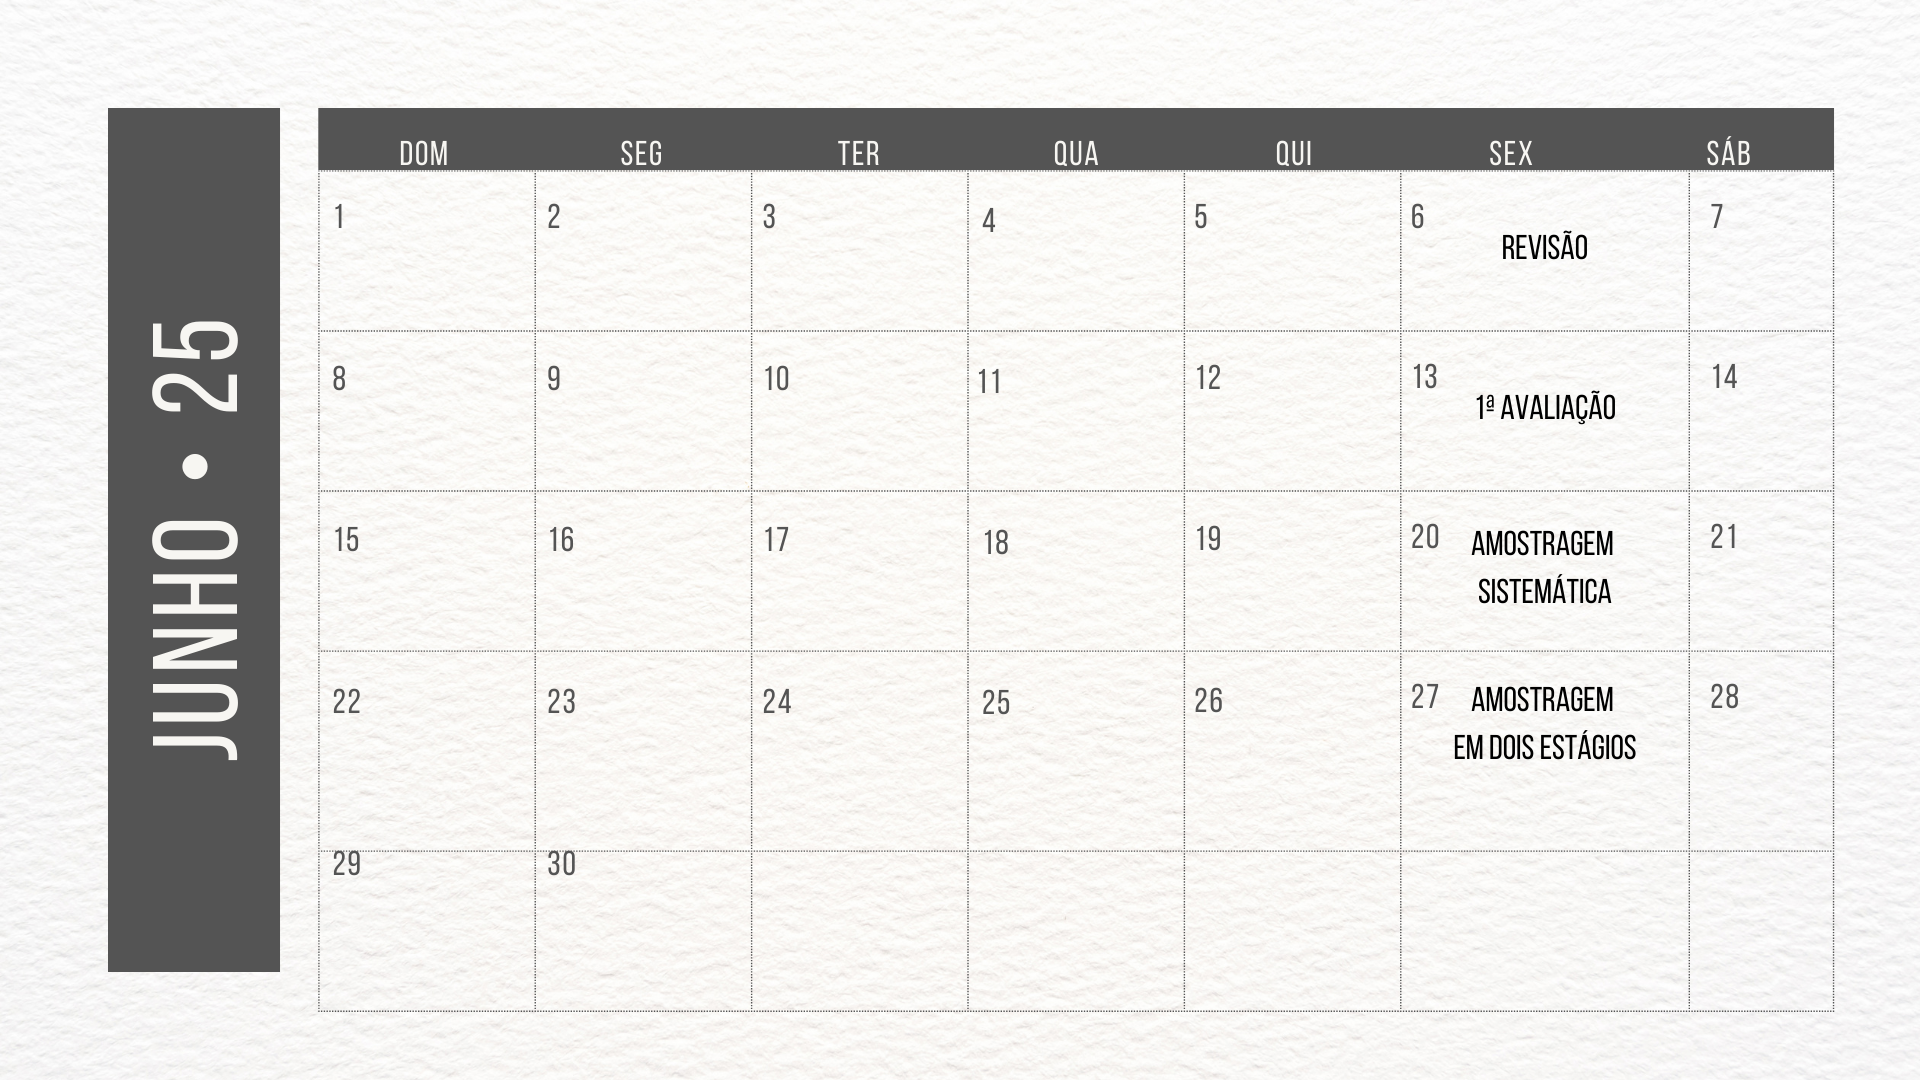 JUNHO • 25
DOM SEG TER QUA QUI SEX SÁB
1 2 3 4 5 6 7
REVISÃO
8 9 10 11 12 13 14
1ª AVALIAÇÃO
15 16 17 18 19 20 21
AMOSTRAGEM
SISTEMÁTICA
22 23 24 25 26 27 28
AMOSTRAGEM
EM DOIS ESTÁGIOS
29 30